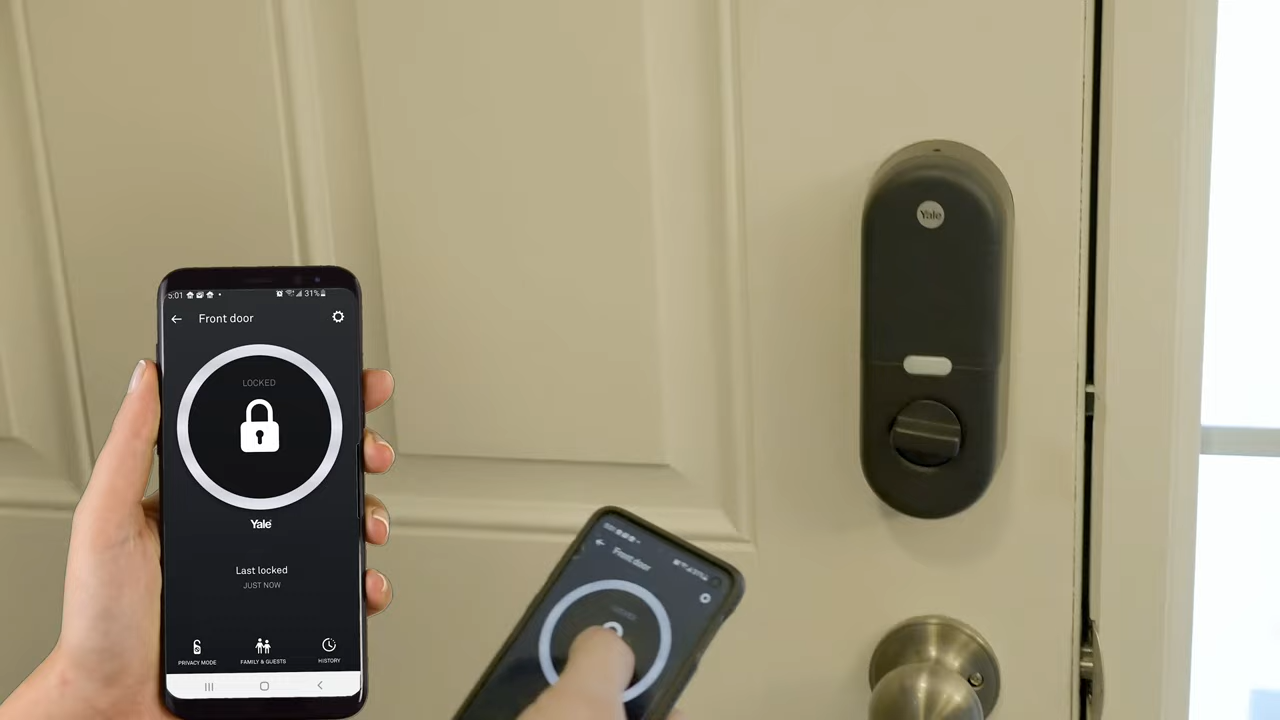 5:01
31%
Front door
LOCKED
Yale
Last locked
JUST NOW
PRIVACY MODE
FAMILY & GUESTS
HISTORY
Yale
Front door